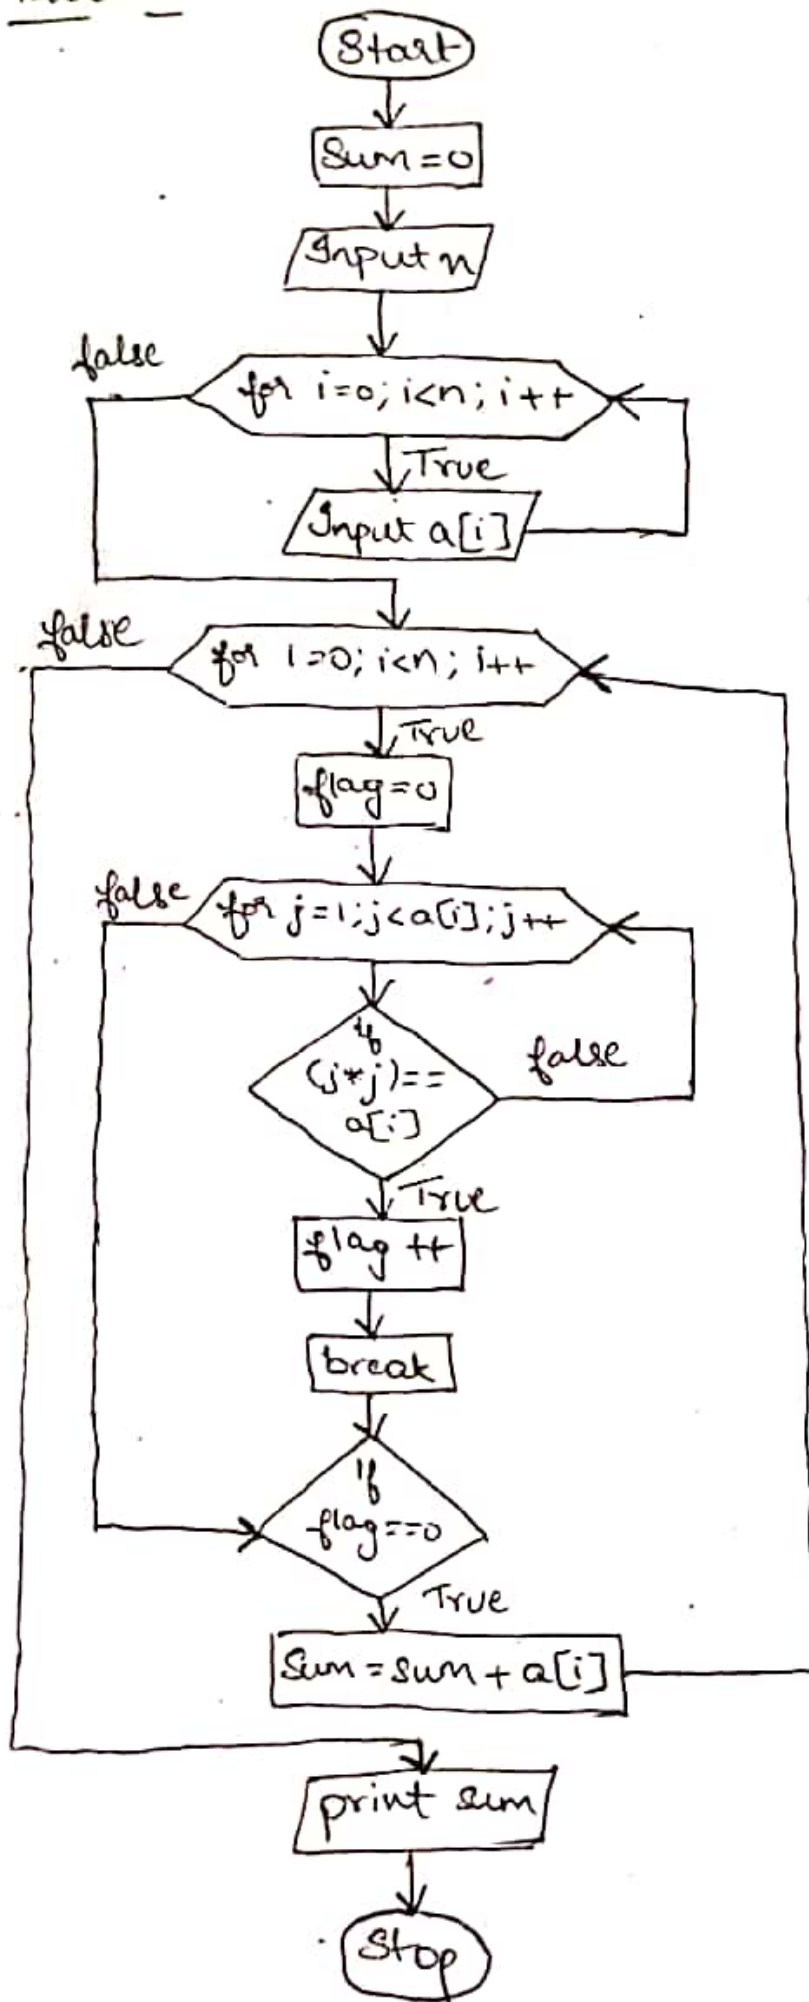 Start
Sum=0
Input n
false
for i=0; i<n; i++
True
Input a[i]
false
for i=0; i<n; i++
True
flag=0
false
for j=1; j<a[i]; j++
if
(j*j)==
a[i]
false
True
flag ++
break
If
flag==0
True
Sum=sum+a[i]
print sum
Stop